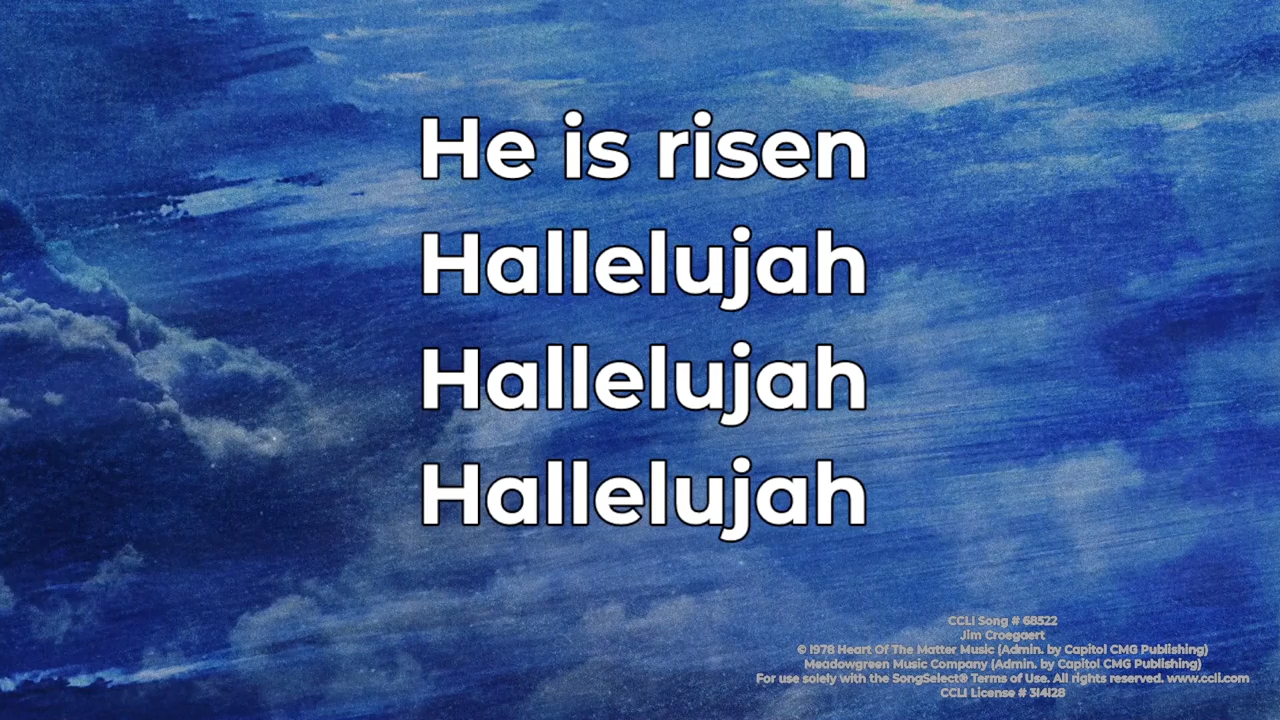 He is risen
Hallelujah
Hallelujah
Hallelujah
CCLI Song # 68522
Jim Croegaert
© 1978 Heart Of The Matter Music (Admin. by Capitol CMG Publishing)
Meadowgreen Music Company (Admin. by Capitol CMG Publishing)
For use solely with the SongSelect® Terms of Use. All rights reserved. www.ccli.com
CCLI License # 314128